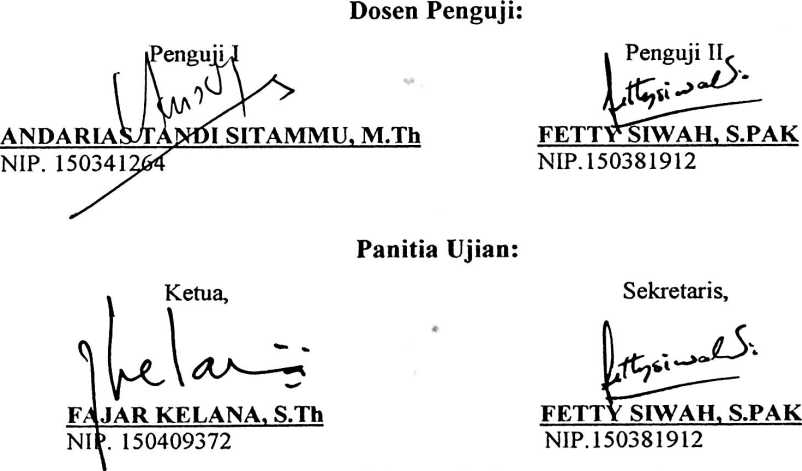 Dosen Penguji:
Penguji I
Penguji II
ANDARIAS TANDI SITAMMU, M.Th
FETTY SIWAH, S.PAK
NIP. 150341264
NIP.150381912
Panitia Ujian:
Ketua,
Sekretaris,
FAJAR KELANA, S.Th
FETTY SIWAH, S.PAK
NIP. 150409372
NIP.150381912